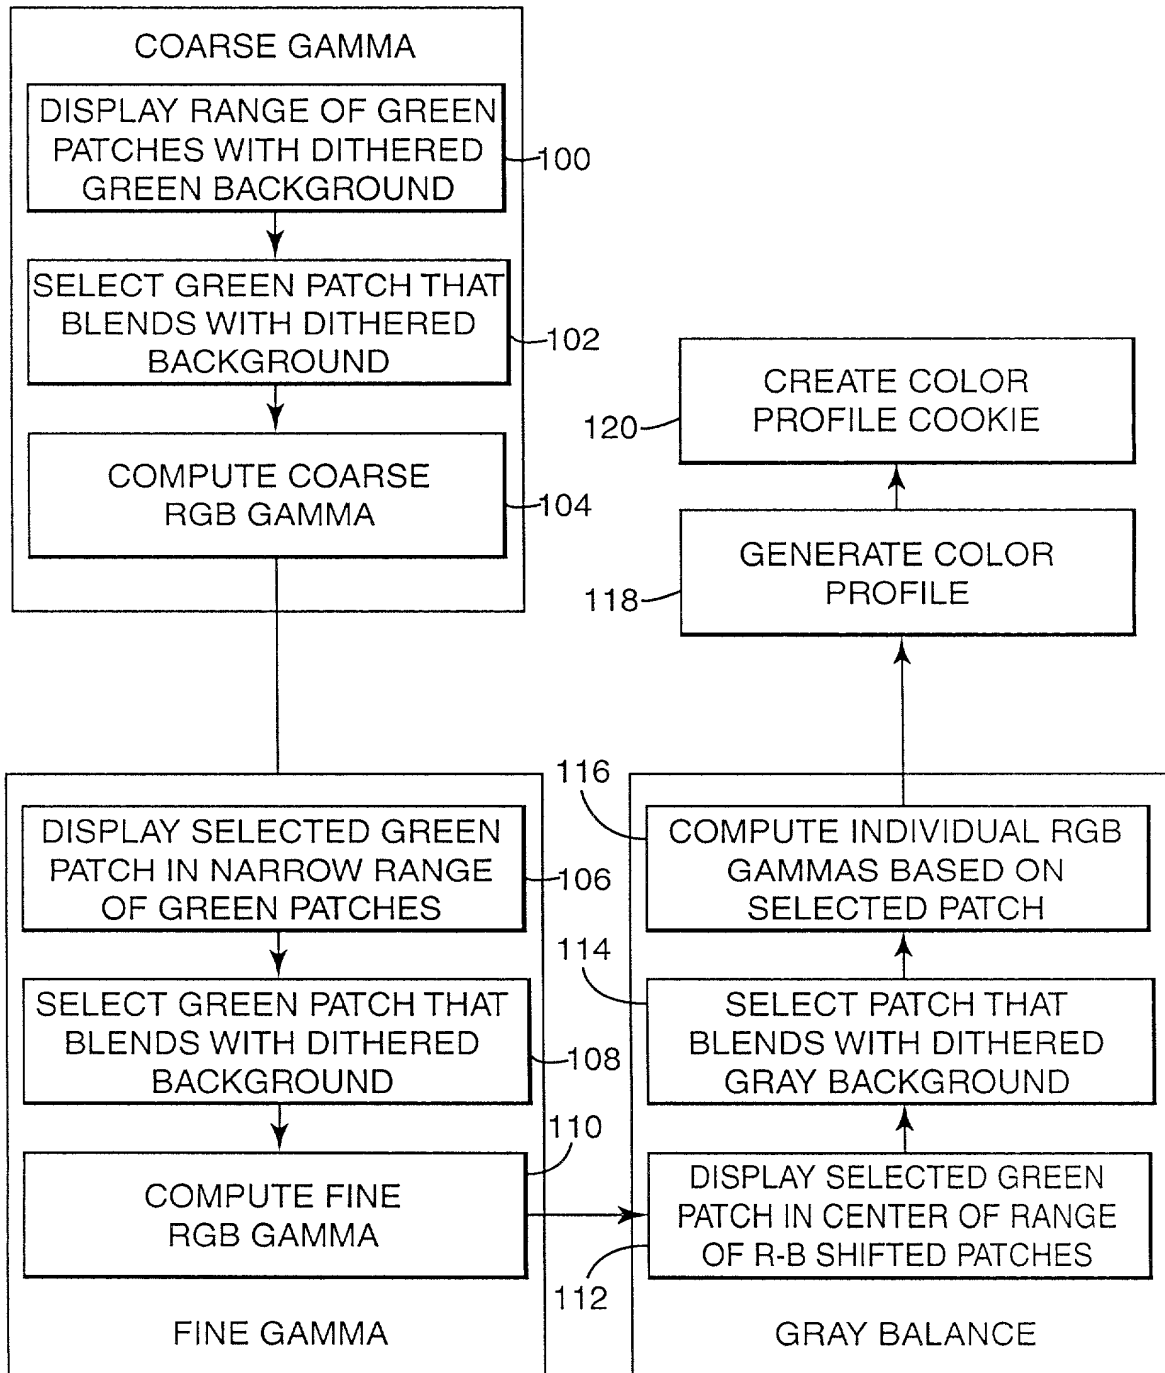 COARSE GAMMA
DISPLAY RANGE OF GREEN
PATCHES WITH DITHERED
GREEN BACKGROUND
100
SELECT GREEN PATCH THAT
BLENDS WITH DITHERED
BACKGROUND
102
COMPUTE COARSE
RGB GAMMA
104
DISPLAY SELECTED GREEN
PATCH IN NARROW RANGE
OF GREEN PATCHES
106
SELECT GREEN PATCH THAT
BLENDS WITH DITHERED
BACKGROUND
108
COMPUTE FINE
RGB GAMMA
110
FINE GAMMA
DISPLAY SELECTED GREEN
PATCH IN CENTER OF RANGE
OF R-B SHIFTED PATCHES
112
SELECT PATCH THAT
BLENDS WITH DITHERED
GRAY BACKGROUND
114
COMPUTE INDIVIDUAL RGB
GAMMAS BASED ON
SELECTED PATCH
116
GRAY BALANCE
GENERATE COLOR
PROFILE
118
CREATE COLOR
PROFILE COOKIE
120